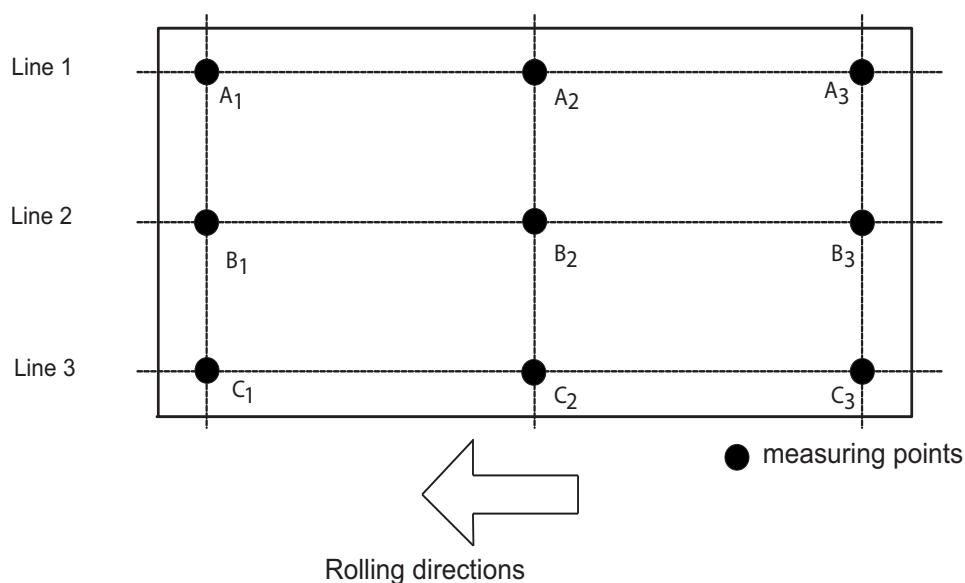 Line 1
A1 A2 A3
Line 2
B1 B2 B3
Line 3
C1 C2 C3
measuring points
Rolling directions